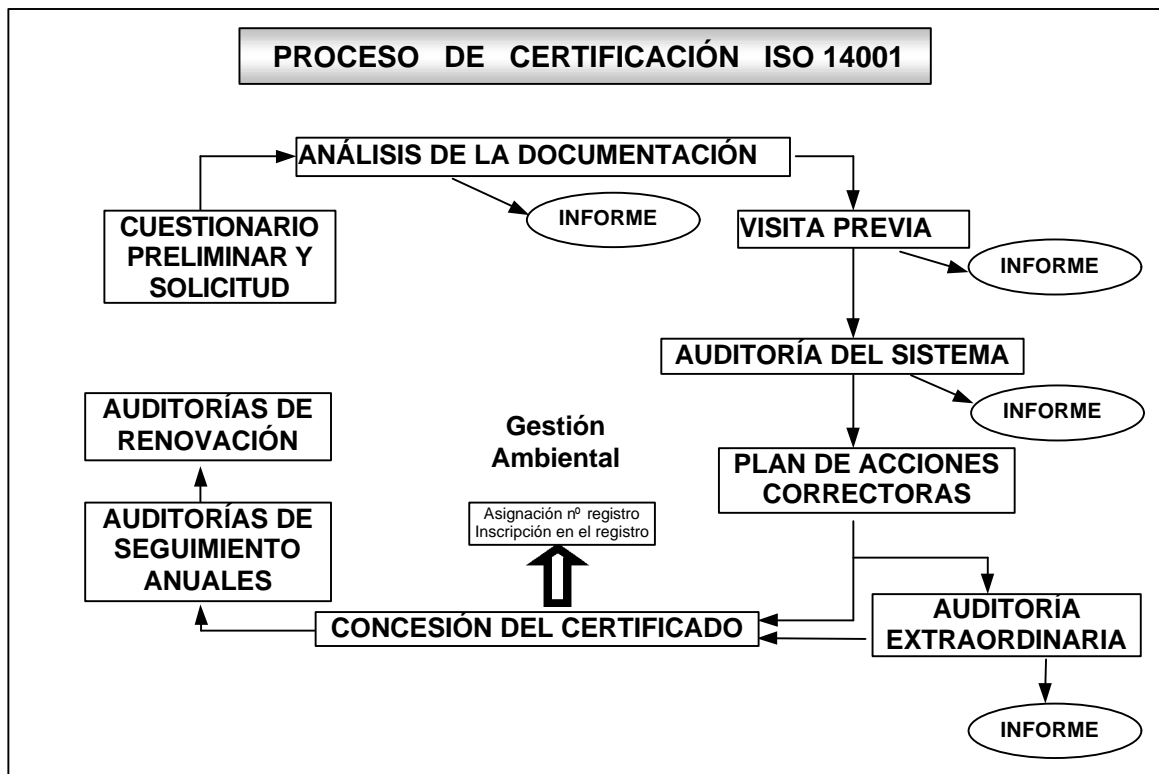 PROCESO DE CERTIFICACIÓN ISO 14001
ANÁLISIS DE LA DOCUMENTACIÓN
INFORME
CUESTIONARIO
PRELIMINAR Y
SOLICITUD
VISITA PREVIA
INFORME
AUDITORÍA DEL SISTEMA
INFORME
AUDITORÍAS DE
RENOVACIÓN
Gestión
Ambiental
PLAN DE ACCIONES
CORRECTORAS
AUDITORÍAS DE
SEGUIMIENTO
ANUALES
Asignación nº registro
Inscripción en el registro
CONCESIÓN DEL CERTIFICADO
AUDITORÍA
EXTRAORDINARIA
INFORME